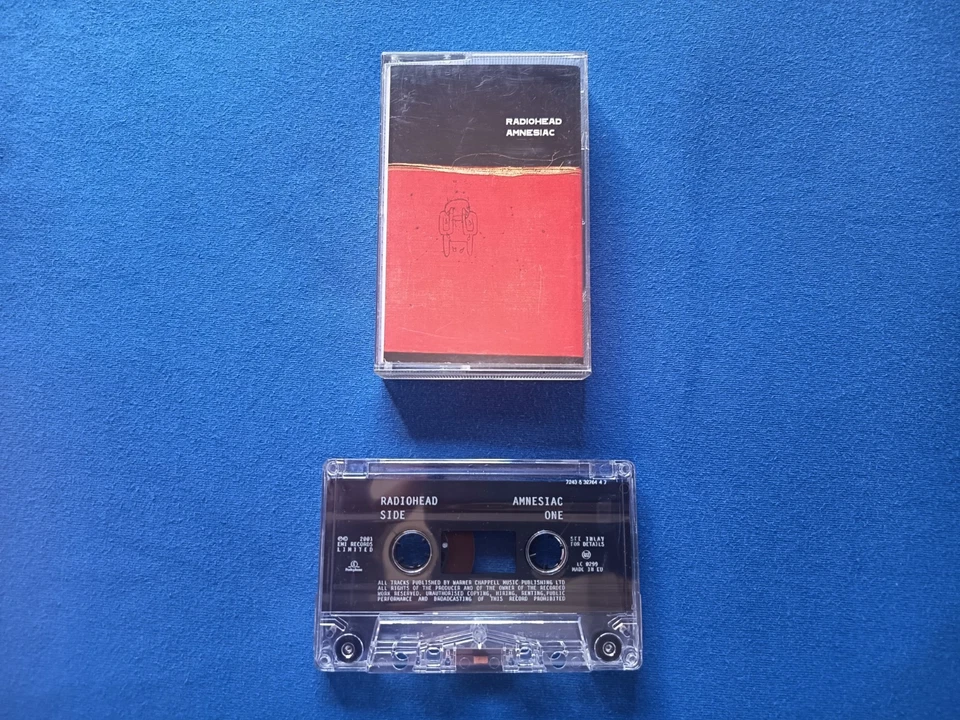 RADIOHEAD
AMNESIAC
7243 5 32764 4 7
RADIOHEAD AMNESIAC
SIDE ONE
℗© 2001
EMI RECORDS
LIMITED
Parlophone
SEE INLAY
FOR DETAILS
LC 0299
MADE IN EU
ALL TRACKS PUBLISHED BY WARNER CHAPPELL MUSIC PUBLISHING LTD
ALL RIGHTS OF THE PRODUCER AND OF THE OWNER OF THE RECORDED
WORK RESERVED. UNAUTHORISED COPYING, HIRING, RENTING, PUBLIC
PERFORMANCE AND BROADCASTING OF THIS RECORD PROHIBITED